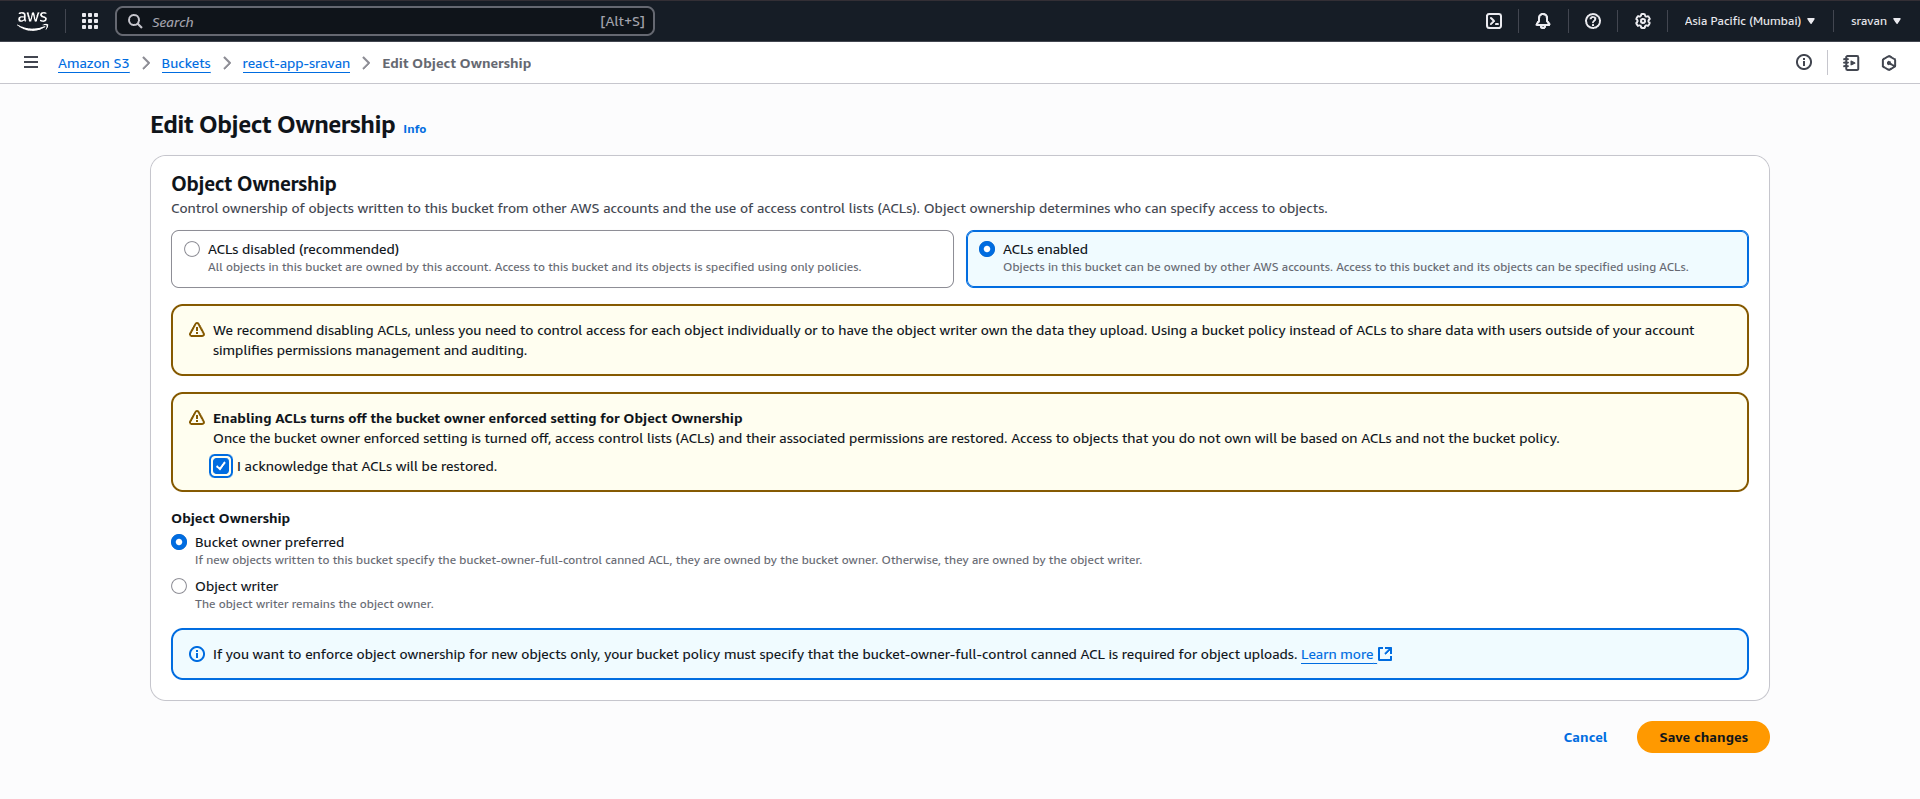 aws
Search [Alt+S]
Asia Pacific (Mumbai) sravan
Amazon S3 Buckets react-app-sravan Edit Object Ownership
Edit Object Ownership Info
Object Ownership
Control ownership of objects written to this bucket from other AWS accounts and the use of access control lists (ACLs). Object ownership determines who can specify access to objects.
ACLs disabled (recommended)
All objects in this bucket are owned by this account. Access to this bucket and its objects is specified using only policies.
ACLs enabled
Objects in this bucket can be owned by other AWS accounts. Access to this bucket and its objects can be specified using ACLs.
We recommend disabling ACLs, unless you need to control access for each object individually or to have the object writer own the data they upload. Using a bucket policy instead of ACLs to share data with users outside of your account
simplifies permissions management and auditing.
Enabling ACLs turns off the bucket owner enforced setting for Object Ownership
Once the bucket owner enforced setting is turned off, access control lists (ACLs) and their associated permissions are restored. Access to objects that you do not own will be based on ACLs and not the bucket policy.
I acknowledge that ACLs will be restored.
Object Ownership
Bucket owner preferred
If new objects written to this bucket specify the bucket-owner-full-control canned ACL, they are owned by the bucket owner. Otherwise, they are owned by the object writer.
Object writer
The object writer remains the object owner.
If you want to enforce object ownership for new objects only, your bucket policy must specify that the bucket-owner-full-control canned ACL is required for object uploads. Learn more
Cancel Save changes